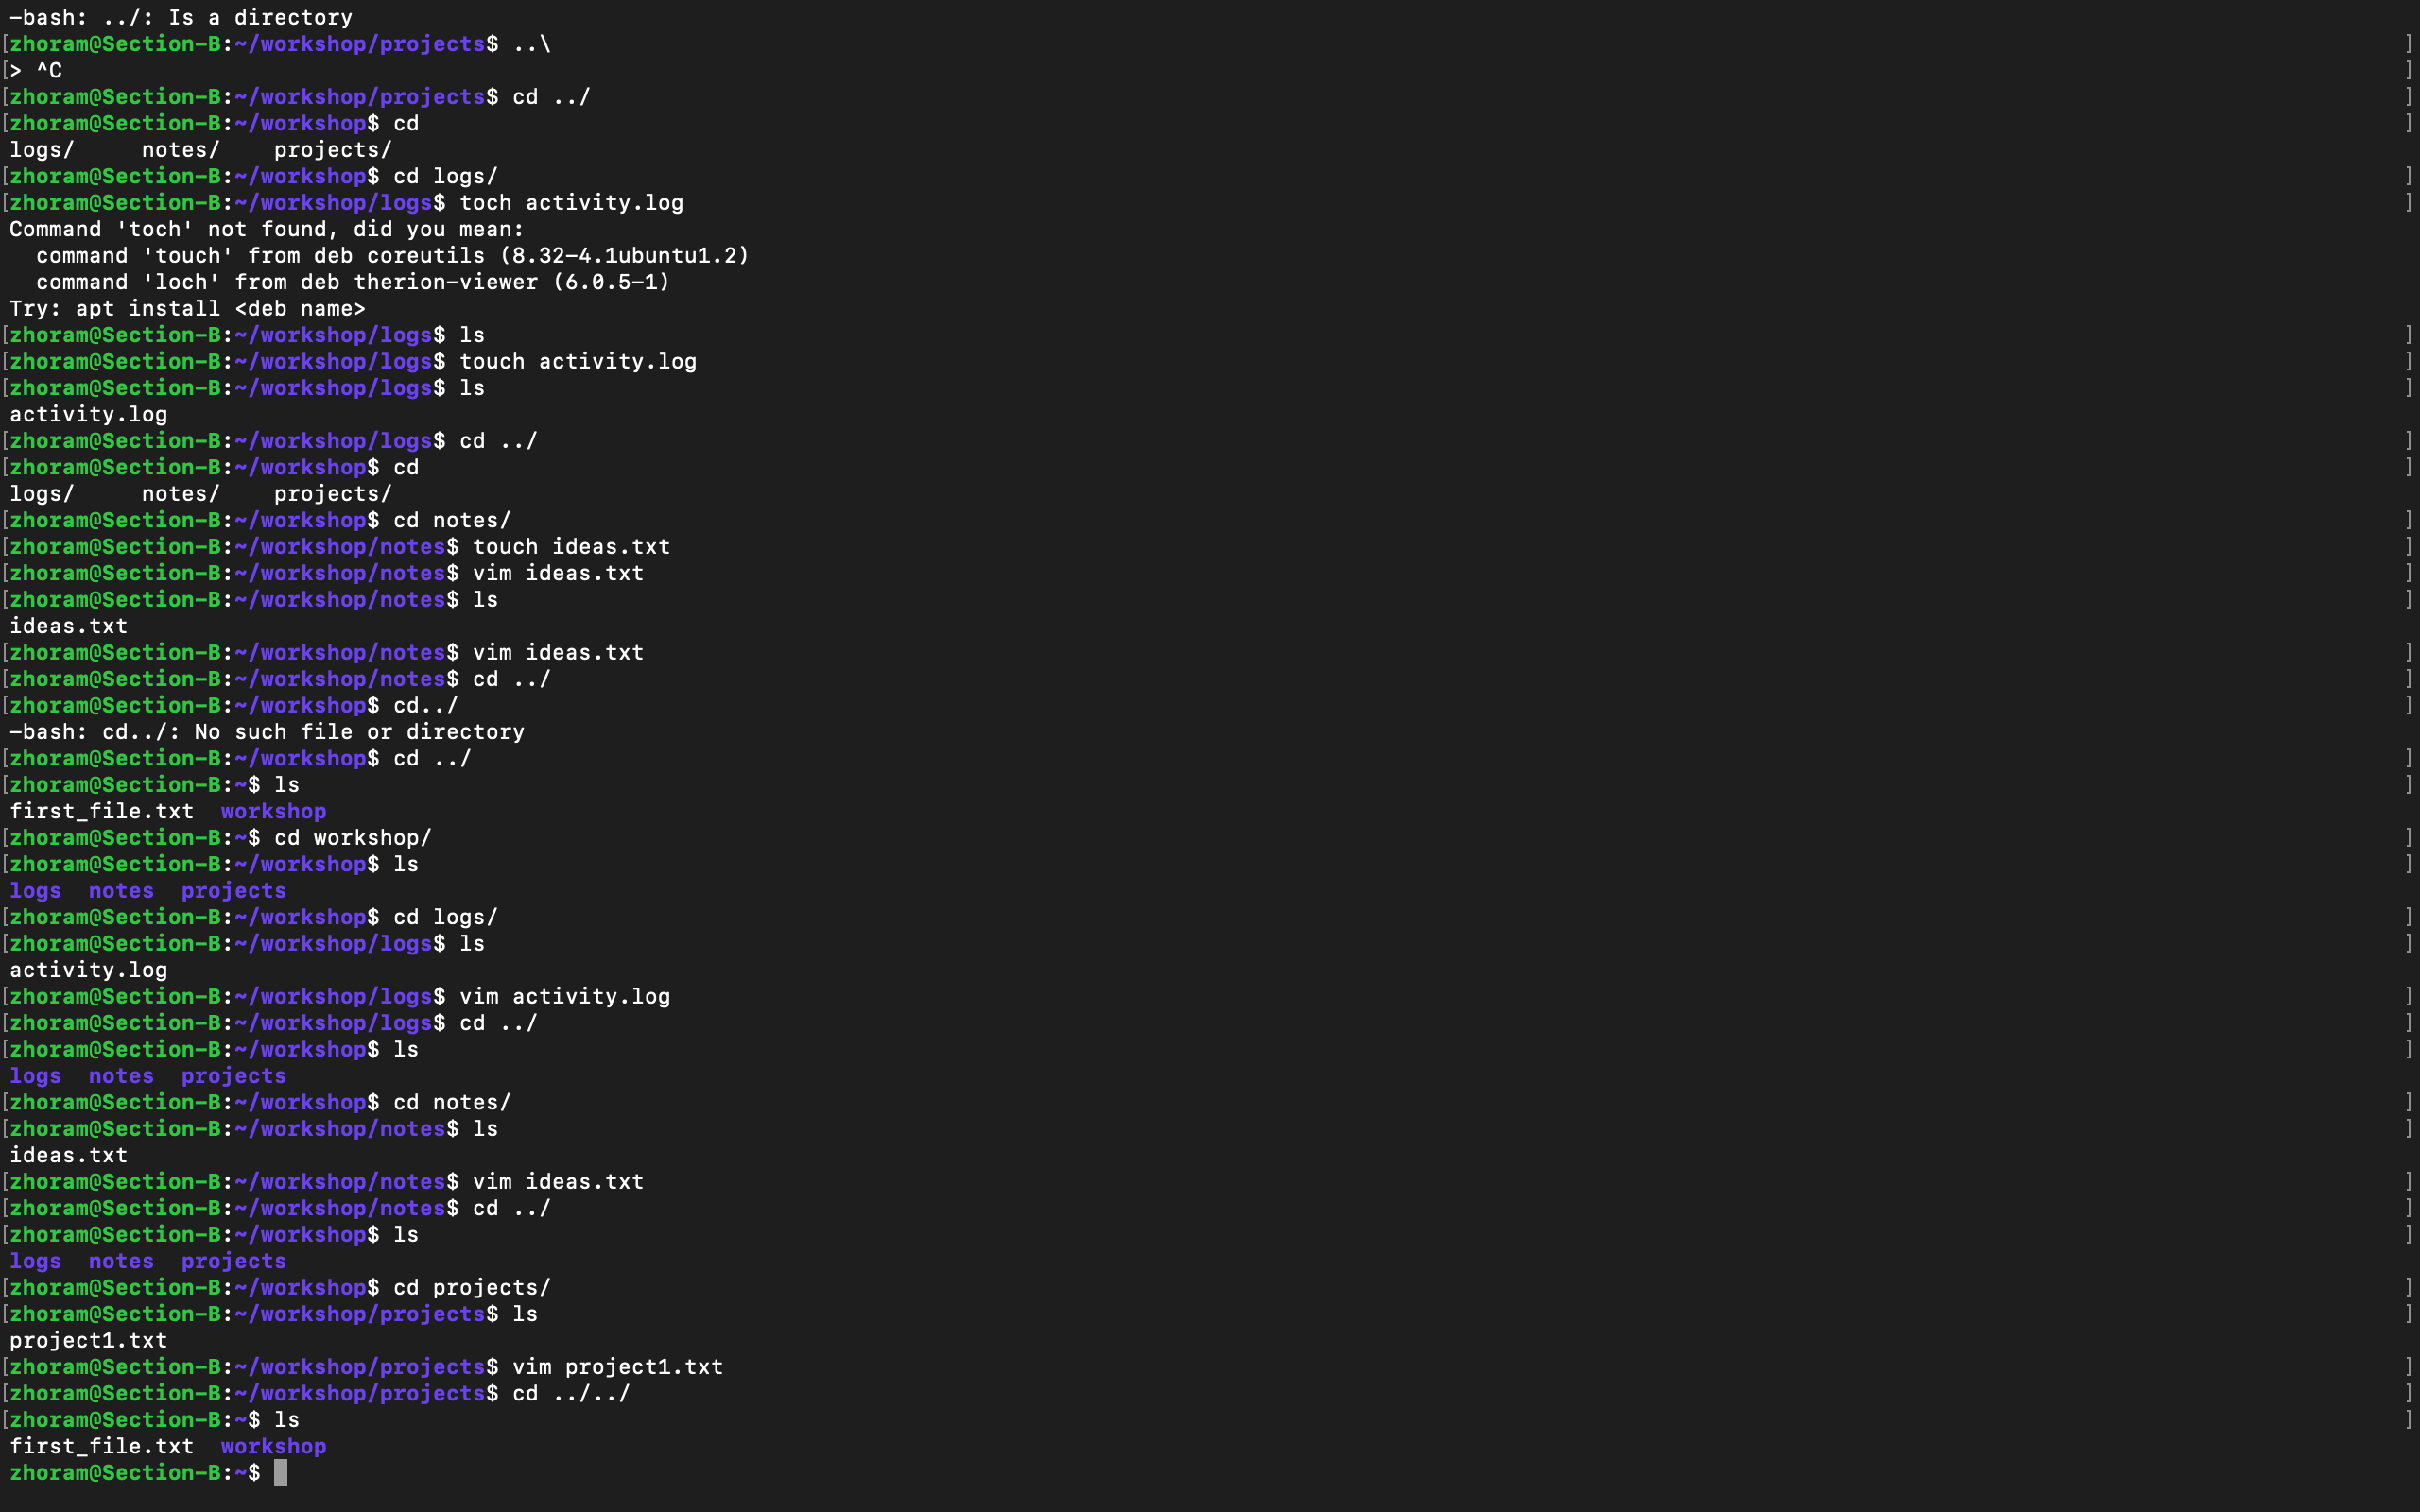 -bash: ../: Is a directory
[zhoram@Section-B:~/workshop/projects$ ..\ ]
[> ^C ]
[zhoram@Section-B:~/workshop/projects$ cd ../ ]
[zhoram@Section-B:~/workshop$ cd ]
logs/     notes/    projects/
[zhoram@Section-B:~/workshop$ cd logs/ ]
[zhoram@Section-B:~/workshop/logs$ toch activity.log ]
Command 'toch' not found, did you mean:
  command 'touch' from deb coreutils (8.32-4.1ubuntu1.2)
  command 'loch' from deb therion-viewer (6.0.5-1)
Try: apt install <deb name>
[zhoram@Section-B:~/workshop/logs$ ls ]
[zhoram@Section-B:~/workshop/logs$ touch activity.log ]
[zhoram@Section-B:~/workshop/logs$ ls ]
activity.log
[zhoram@Section-B:~/workshop/logs$ cd ../ ]
[zhoram@Section-B:~/workshop$ cd ]
logs/     notes/    projects/
[zhoram@Section-B:~/workshop$ cd notes/ ]
[zhoram@Section-B:~/workshop/notes$ touch ideas.txt ]
[zhoram@Section-B:~/workshop/notes$ vim ideas.txt ]
[zhoram@Section-B:~/workshop/notes$ ls ]
ideas.txt
[zhoram@Section-B:~/workshop/notes$ vim ideas.txt ]
[zhoram@Section-B:~/workshop/notes$ cd ../ ]
[zhoram@Section-B:~/workshop$ cd../ ]
-bash: cd../: No such file or directory
[zhoram@Section-B:~/workshop$ cd ../ ]
[zhoram@Section-B:~$ ls ]
first_file.txt  workshop
[zhoram@Section-B:~$ cd workshop/ ]
[zhoram@Section-B:~/workshop$ ls ]
logs  notes  projects
[zhoram@Section-B:~/workshop$ cd logs/ ]
[zhoram@Section-B:~/workshop/logs$ ls ]
activity.log
[zhoram@Section-B:~/workshop/logs$ vim activity.log ]
[zhoram@Section-B:~/workshop/logs$ cd ../ ]
[zhoram@Section-B:~/workshop$ ls ]
logs  notes  projects
[zhoram@Section-B:~/workshop$ cd notes/ ]
[zhoram@Section-B:~/workshop/notes$ ls ]
ideas.txt
[zhoram@Section-B:~/workshop/notes$ vim ideas.txt ]
[zhoram@Section-B:~/workshop/notes$ cd ../ ]
[zhoram@Section-B:~/workshop$ ls ]
logs  notes  projects
[zhoram@Section-B:~/workshop$ cd projects/ ]
[zhoram@Section-B:~/workshop/projects$ ls ]
project1.txt
[zhoram@Section-B:~/workshop/projects$ vim project1.txt ]
[zhoram@Section-B:~/workshop/projects$ cd ../../ ]
[zhoram@Section-B:~$ ls ]
first_file.txt  workshop
zhoram@Section-B:~$